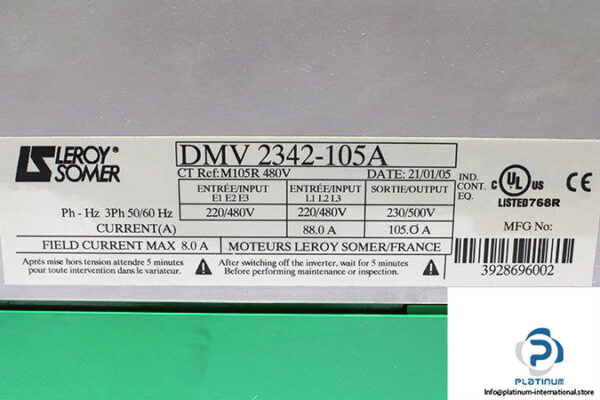 LEROY®
SOMER
DMV 2342-105A
CT Ref:M105R 480V DATE: 21/01/05
ENTRÉE/INPUT ENTRÉE/INPUT SORTIE/OUTPUT
E1 E2 E3 L1 L2 L3
Ph - Hz 3Ph 50/60 Hz 220/480V 220/480V 230/500V
CURRENT(A) 88.0 A 105.0 A
FIELD CURRENT MAX 8.0 A MOTEURS LEROY SOMER/FRANCE
Aprés mise hors tension attendre 5 minutes
pour toute intervention dans le variateur.
After switching off the inverter, wait for 5 minutes
Before performing maintenance or inspection.
IND.
CONT.
EQ.
C UL US CE
LISTED768R
MFG No:
3928696002
PLATINUM
Info@platinum-international.store